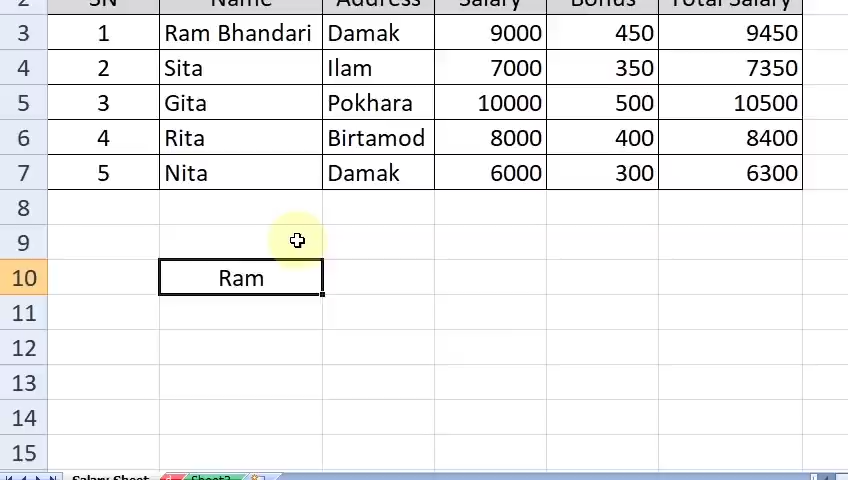 2 SN Name Address Salary Bonus Total Salary
3 1 Ram Bhandari Damak 9000 450 9450
4 2 Sita Ilam 7000 350 7350
5 3 Gita Pokhara 10000 500 10500
6 4 Rita Birtamod 8000 400 8400
7 5 Nita Damak 6000 300 6300
8
9
10 Ram
11
12
13
14
15
Salary Sheet